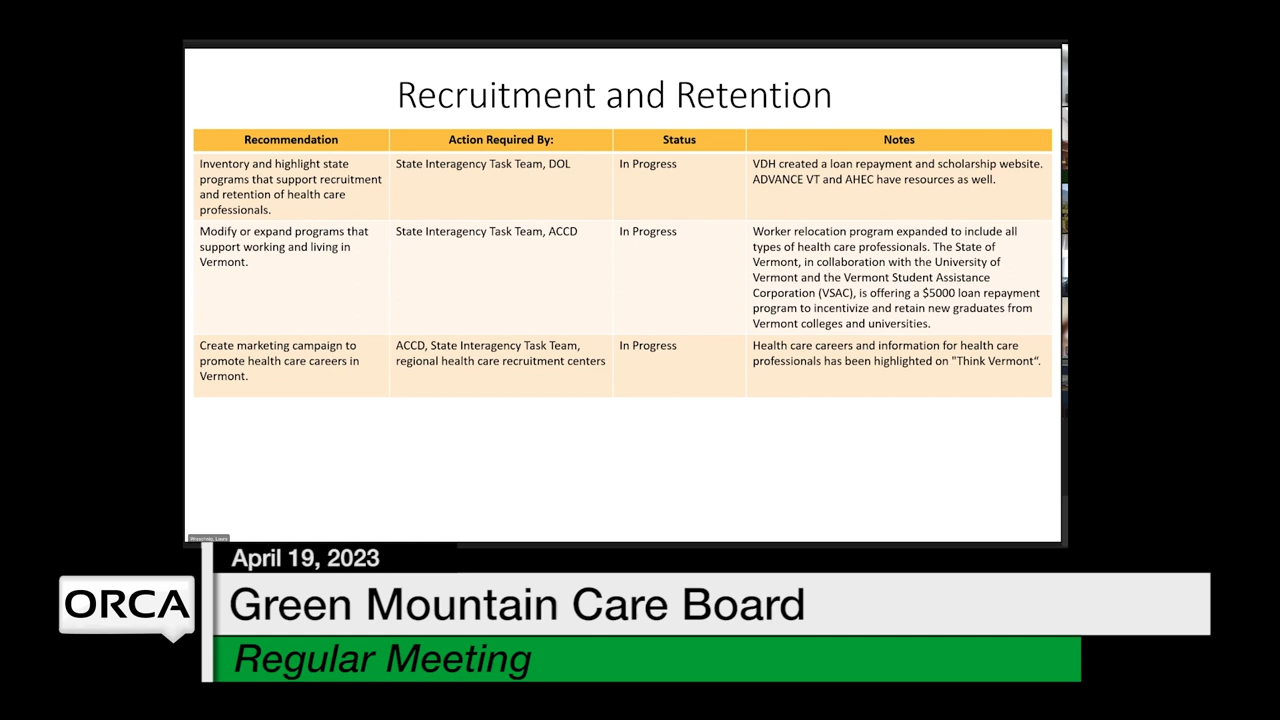 Recruitment and Retention
Recommendation
Action Required By:
Status
Notes
Inventory and highlight state
programs that support recruitment
and retention of health care
professionals.
State Interagency Task Team, DOL
In Progress
VDH created a loan repayment and scholarship website.
ADVANCE VT and AHEC have resources as well.
Modify or expand programs that
support working and living in
Vermont.
State Interagency Task Team, ACCD
In Progress
Worker relocation program expanded to include all
types of health care professionals. The State of
Vermont, in collaboration with the University of
Vermont and the Vermont Student Assistance
Corporation (VSAC), is offering a $5000 loan repayment
program to incentivize and retain new graduates from
Vermont colleges and universities.
Create marketing campaign to
promote health care careers in
Vermont.
ACCD, State Interagency Task Team,
regional health care recruitment centers
In Progress
Health care careers and information for health care
professionals has been highlighted on "Think Vermont“.
April 19, 2023
ORCA
Green Mountain Care Board
Regular Meeting